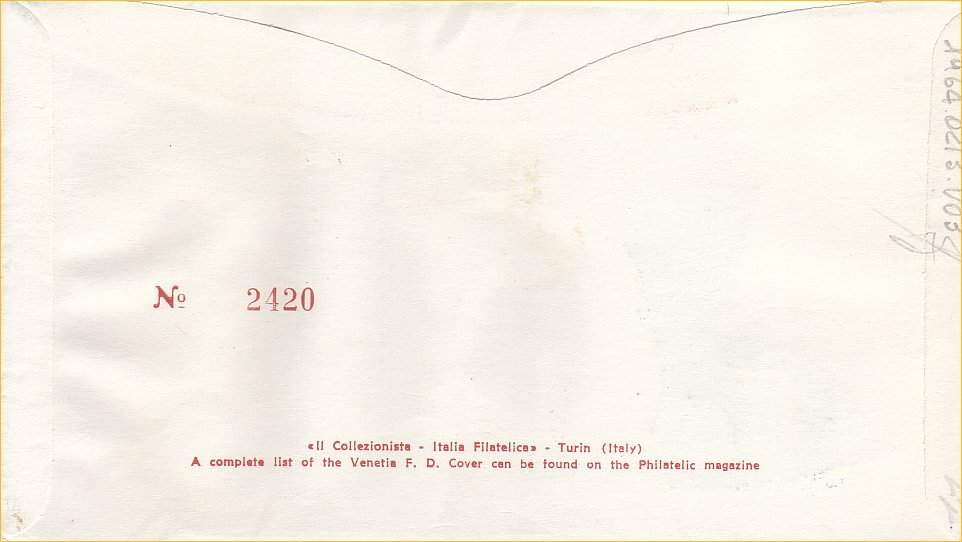 № 2420
«Il Collezionista - Italia Filatelica» - Turin (Italy)
A complete list of the Venetia F. D. Cover can be found on the Philatelic magazine